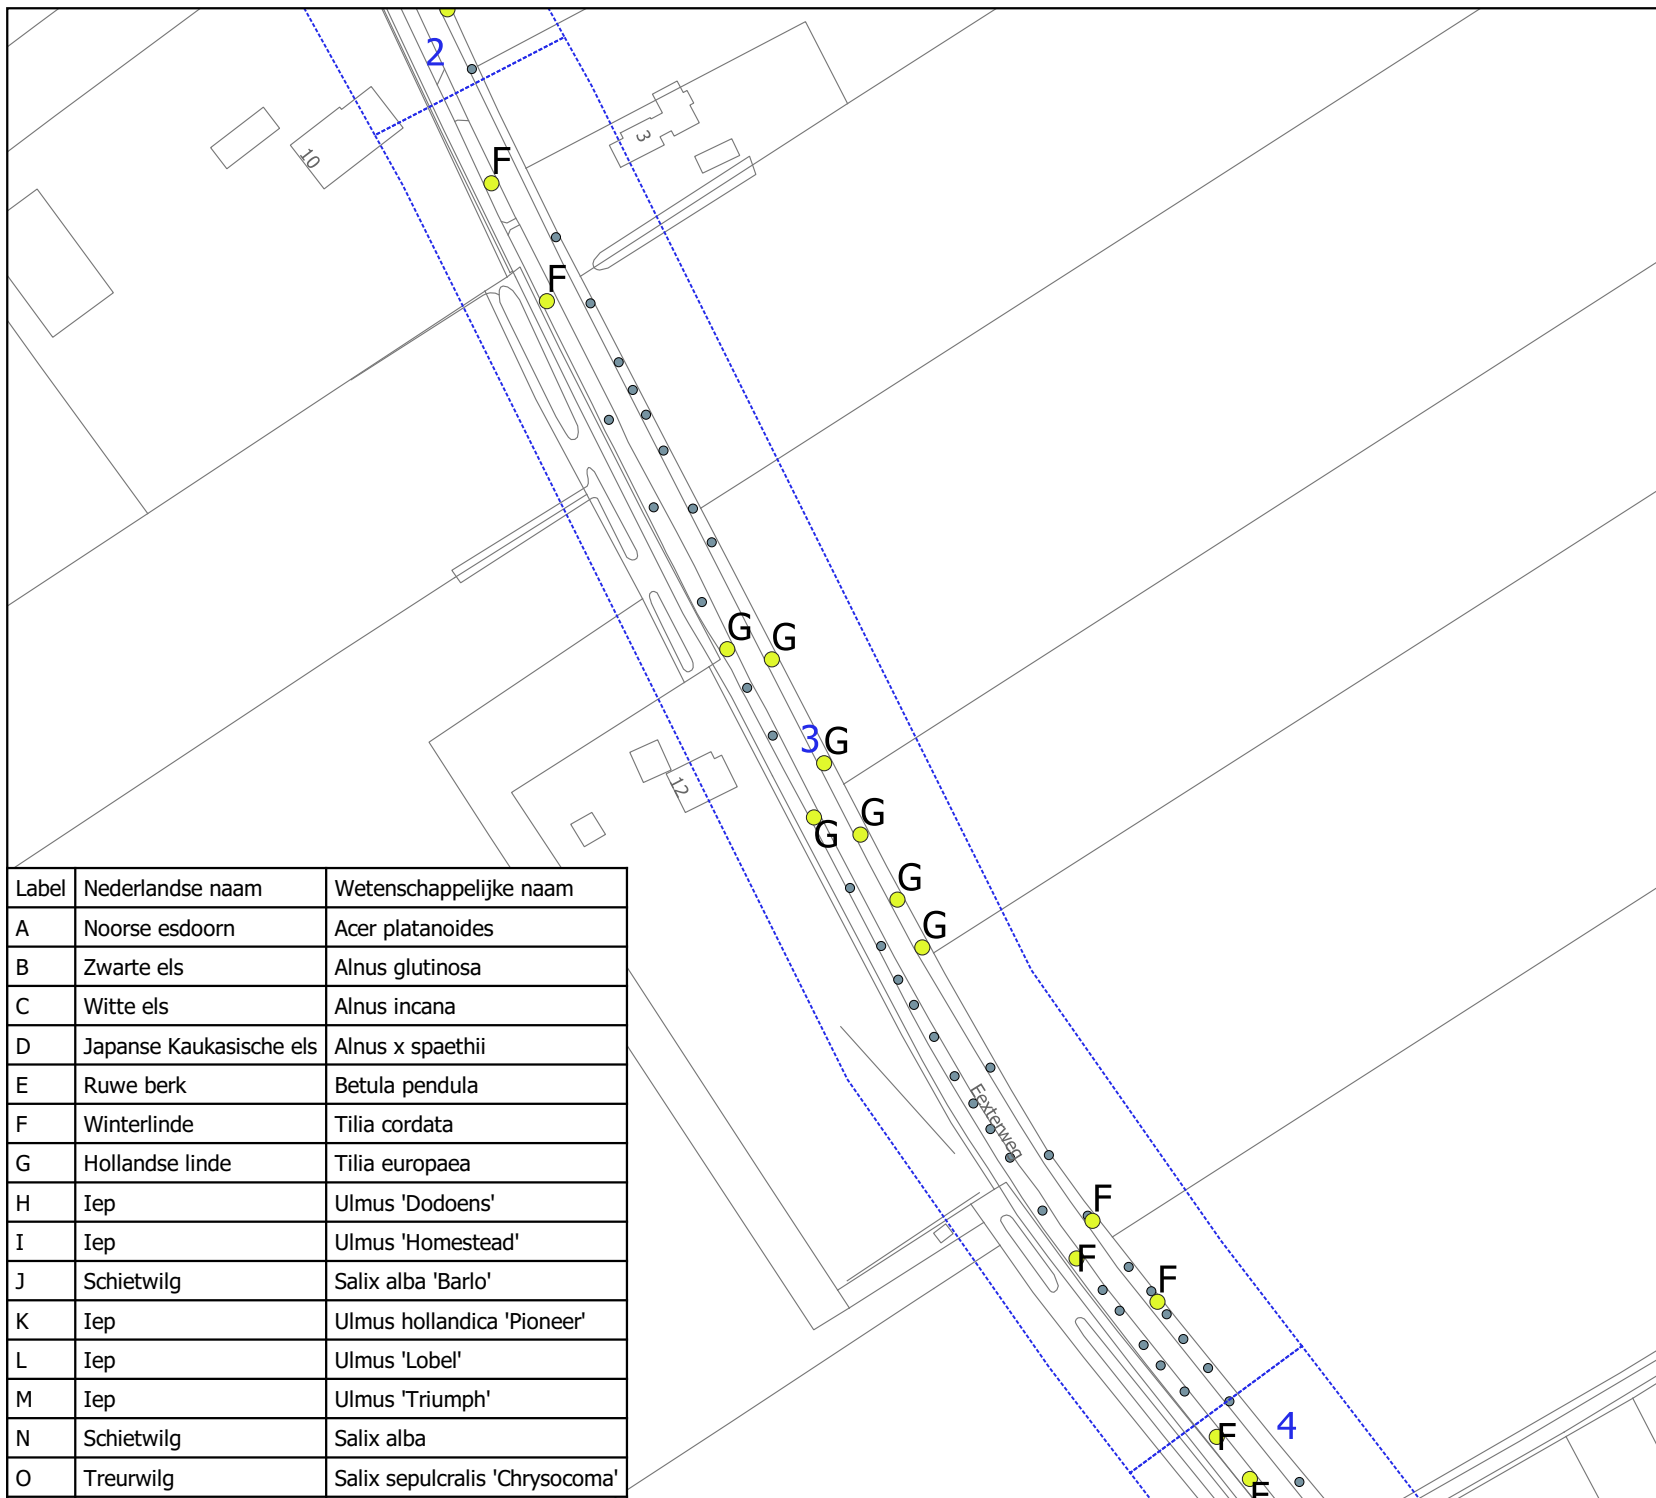 2
3
10
F
F
G
G
3 G
12
G
G
G
G
Label Nederlandse naam Wetenschappelijke naam
A Noorse esdoorn Acer platanoides
B Zwarte els Alnus glutinosa
C Witte els Alnus incana
D Japanse Kaukasische els Alnus x spaethii
E Ruwe berk Betula pendula
F Winterlinde Tilia cordata
G Hollandse linde Tilia europaea
H Iep Ulmus 'Dodoens'
I Iep Ulmus 'Homestead'
J Schietwilg Salix alba 'Barlo'
K Iep Ulmus hollandica 'Pioneer'
L Iep Ulmus 'Lobel'
M Iep Ulmus 'Triumph'
N Schietwilg Salix alba
O Treurwilg Salix sepulcralis 'Chrysocoma'
Eexterweg
F
F
F
4
F
F